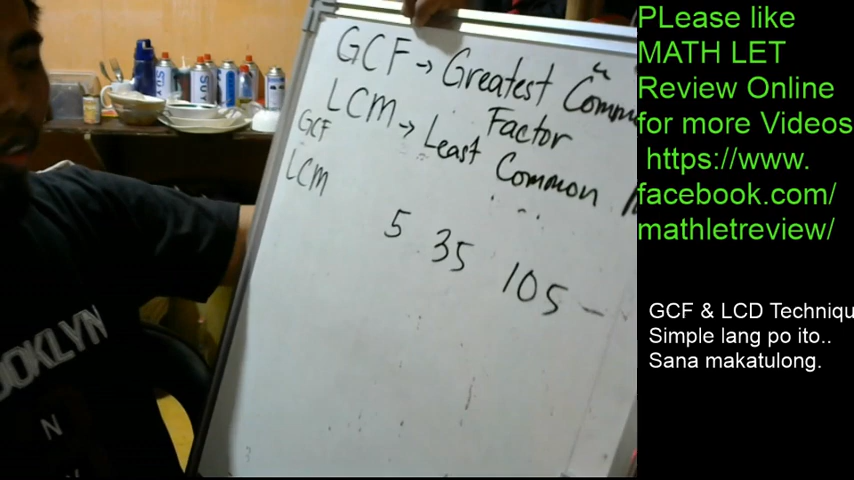 GCF → Greatest
Factor
LCM → Least Common
GCF
LCM
5 35 105
N
PLease like
MATH LET
Review Online
for more Videos
https://www.
facebook.com/
mathletreview/
GCF & LCD Techniqu
Simple lang po ito..
Sana makatulong.